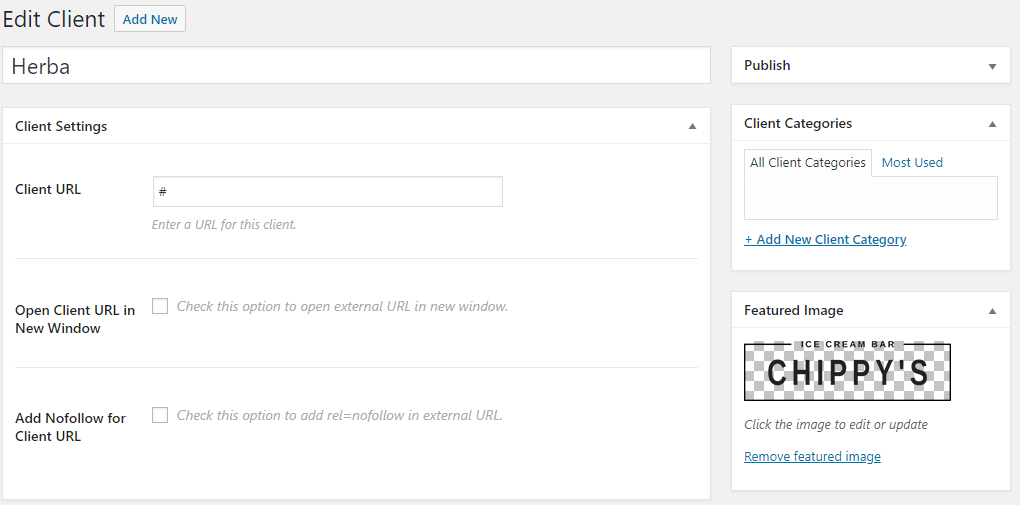 Edit Client Add New
Herba
Client Settings
Client URL
#
Enter a URL for this client.
Open Client URL in
New Window
Check this option to open external URL in new window.
Add Nofollow for
Client URL
Check this option to add rel=nofollow in external URL.
Publish
Client Categories
All Client Categories Most Used
+ Add New Client Category
Featured Image
ICE CREAM BAR
CHIPPY'S
Click the image to edit or update
Remove featured image